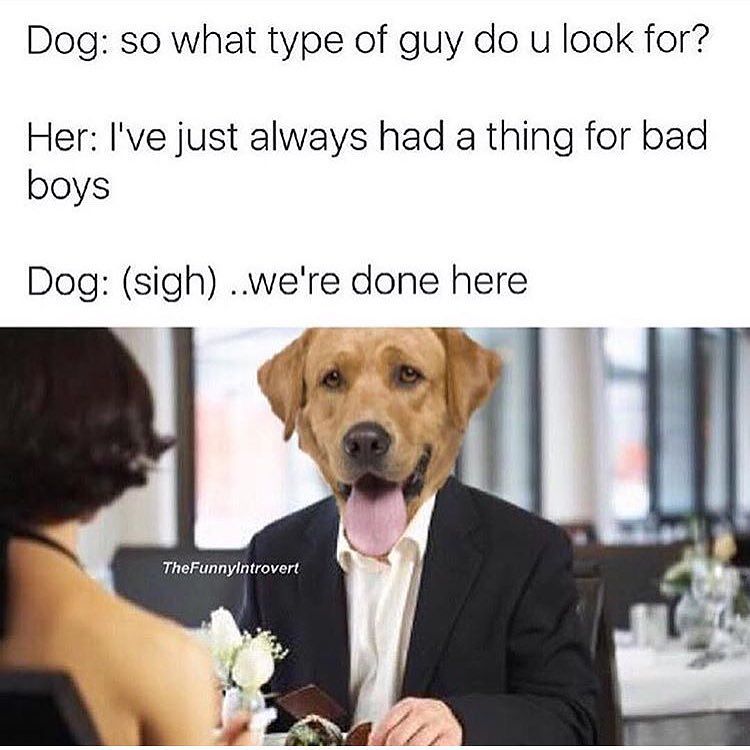 Dog: so what type of guy do u look for?
Her: I've just always had a thing for bad
boys
Dog: (sigh) ..we're done here
TheFunnyIntrovert